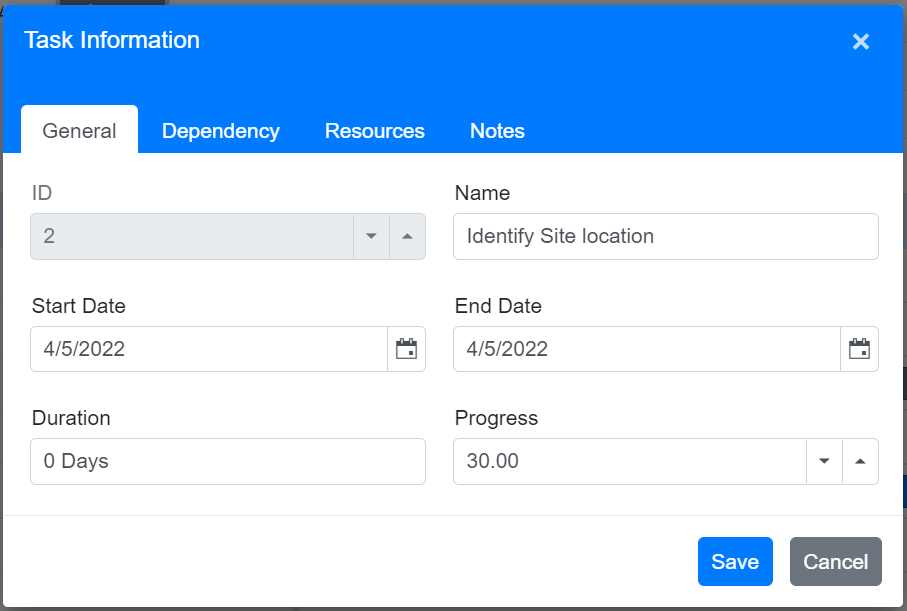 Task Information
General Dependency Resources Notes
ID Name
2 Identify Site location
Start Date End Date
4/5/2022 4/5/2022
Duration Progress
0 Days 30.00
Save Cancel